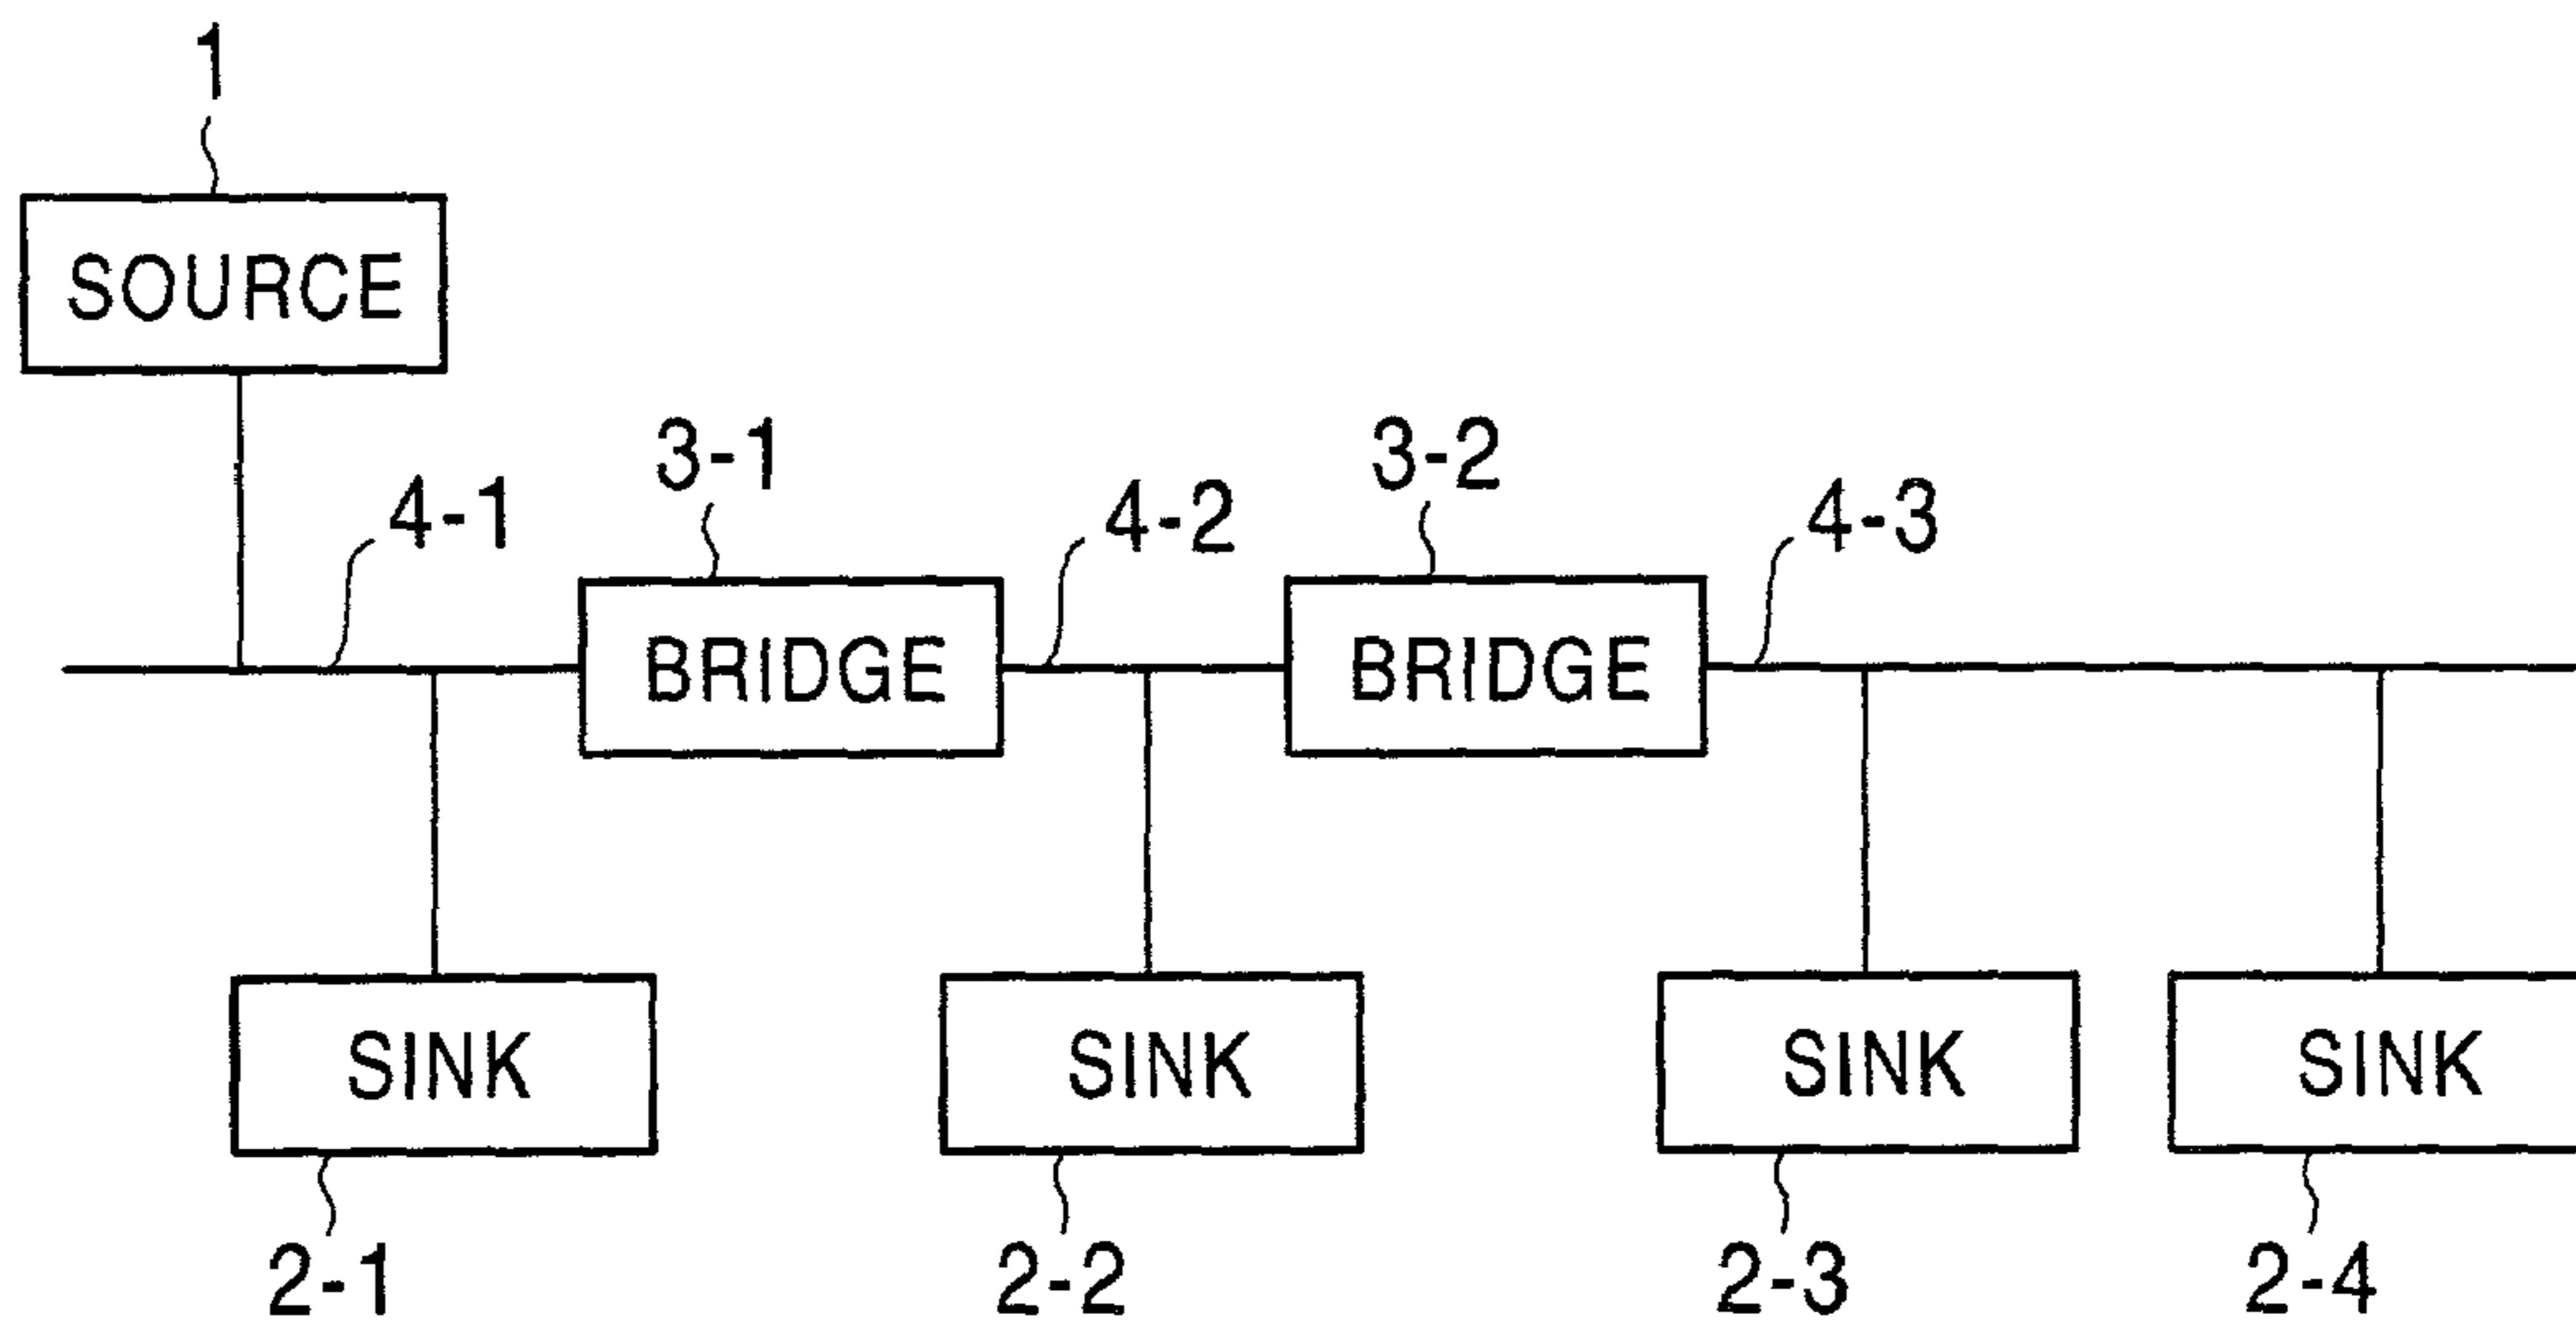 1
SOURCE
3-1
3-2
4-1
4-2
4-3
BRIDGE
BRIDGE
SINK
SINK
SINK
SINK
2-1
2-2
2-3
2-4